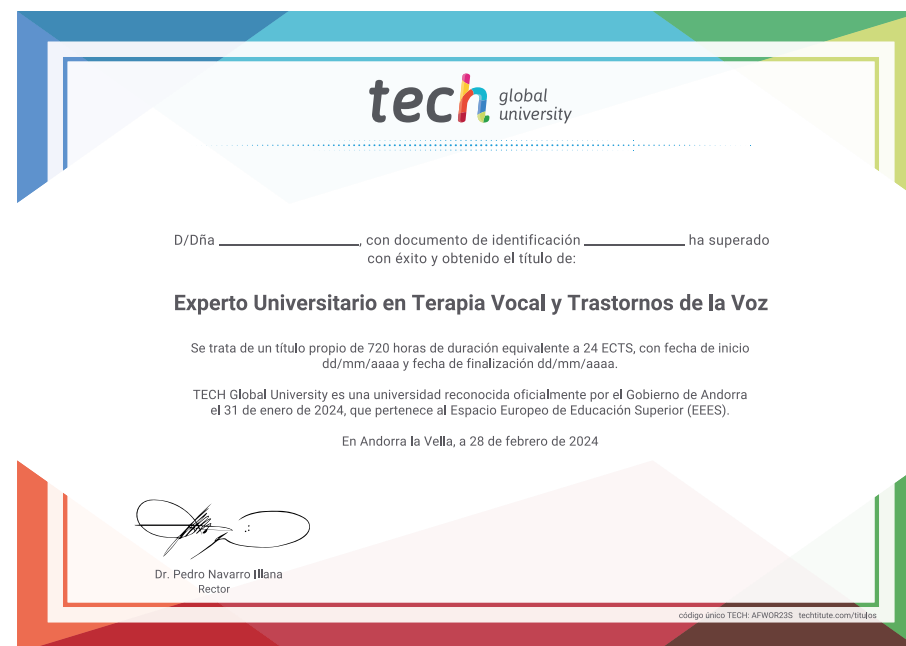 tech global university
D/Dña ____________________, con documento de identificación ______________ ha superado
con éxito y obtenido el título de:
Experto Universitario en Terapia Vocal y Trastornos de la Voz
Se trata de un título propio de 720 horas de duración equivalente a 24 ECTS, con fecha de inicio
dd/mm/aaaa y fecha de finalización dd/mm/aaaa.
TECH Global University es una universidad reconocida oficialmente por el Gobierno de Andorra
el 31 de enero de 2024, que pertenece al Espacio Europeo de Educación Superior (EEES).
En Andorra la Vella, a 28 de febrero de 2024
Dr. Pedro Navarro Illana
Rector
código único TECH: AFWOR23S techtitute.com/titulos